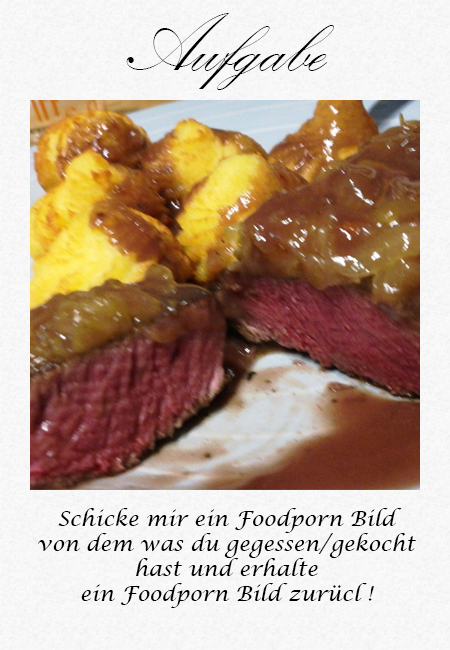 Aufgabe
Schicke mir ein Foodporn Bild
von dem was du gegessen/gekocht
hast und erhalte
ein Foodporn Bild zurücl !